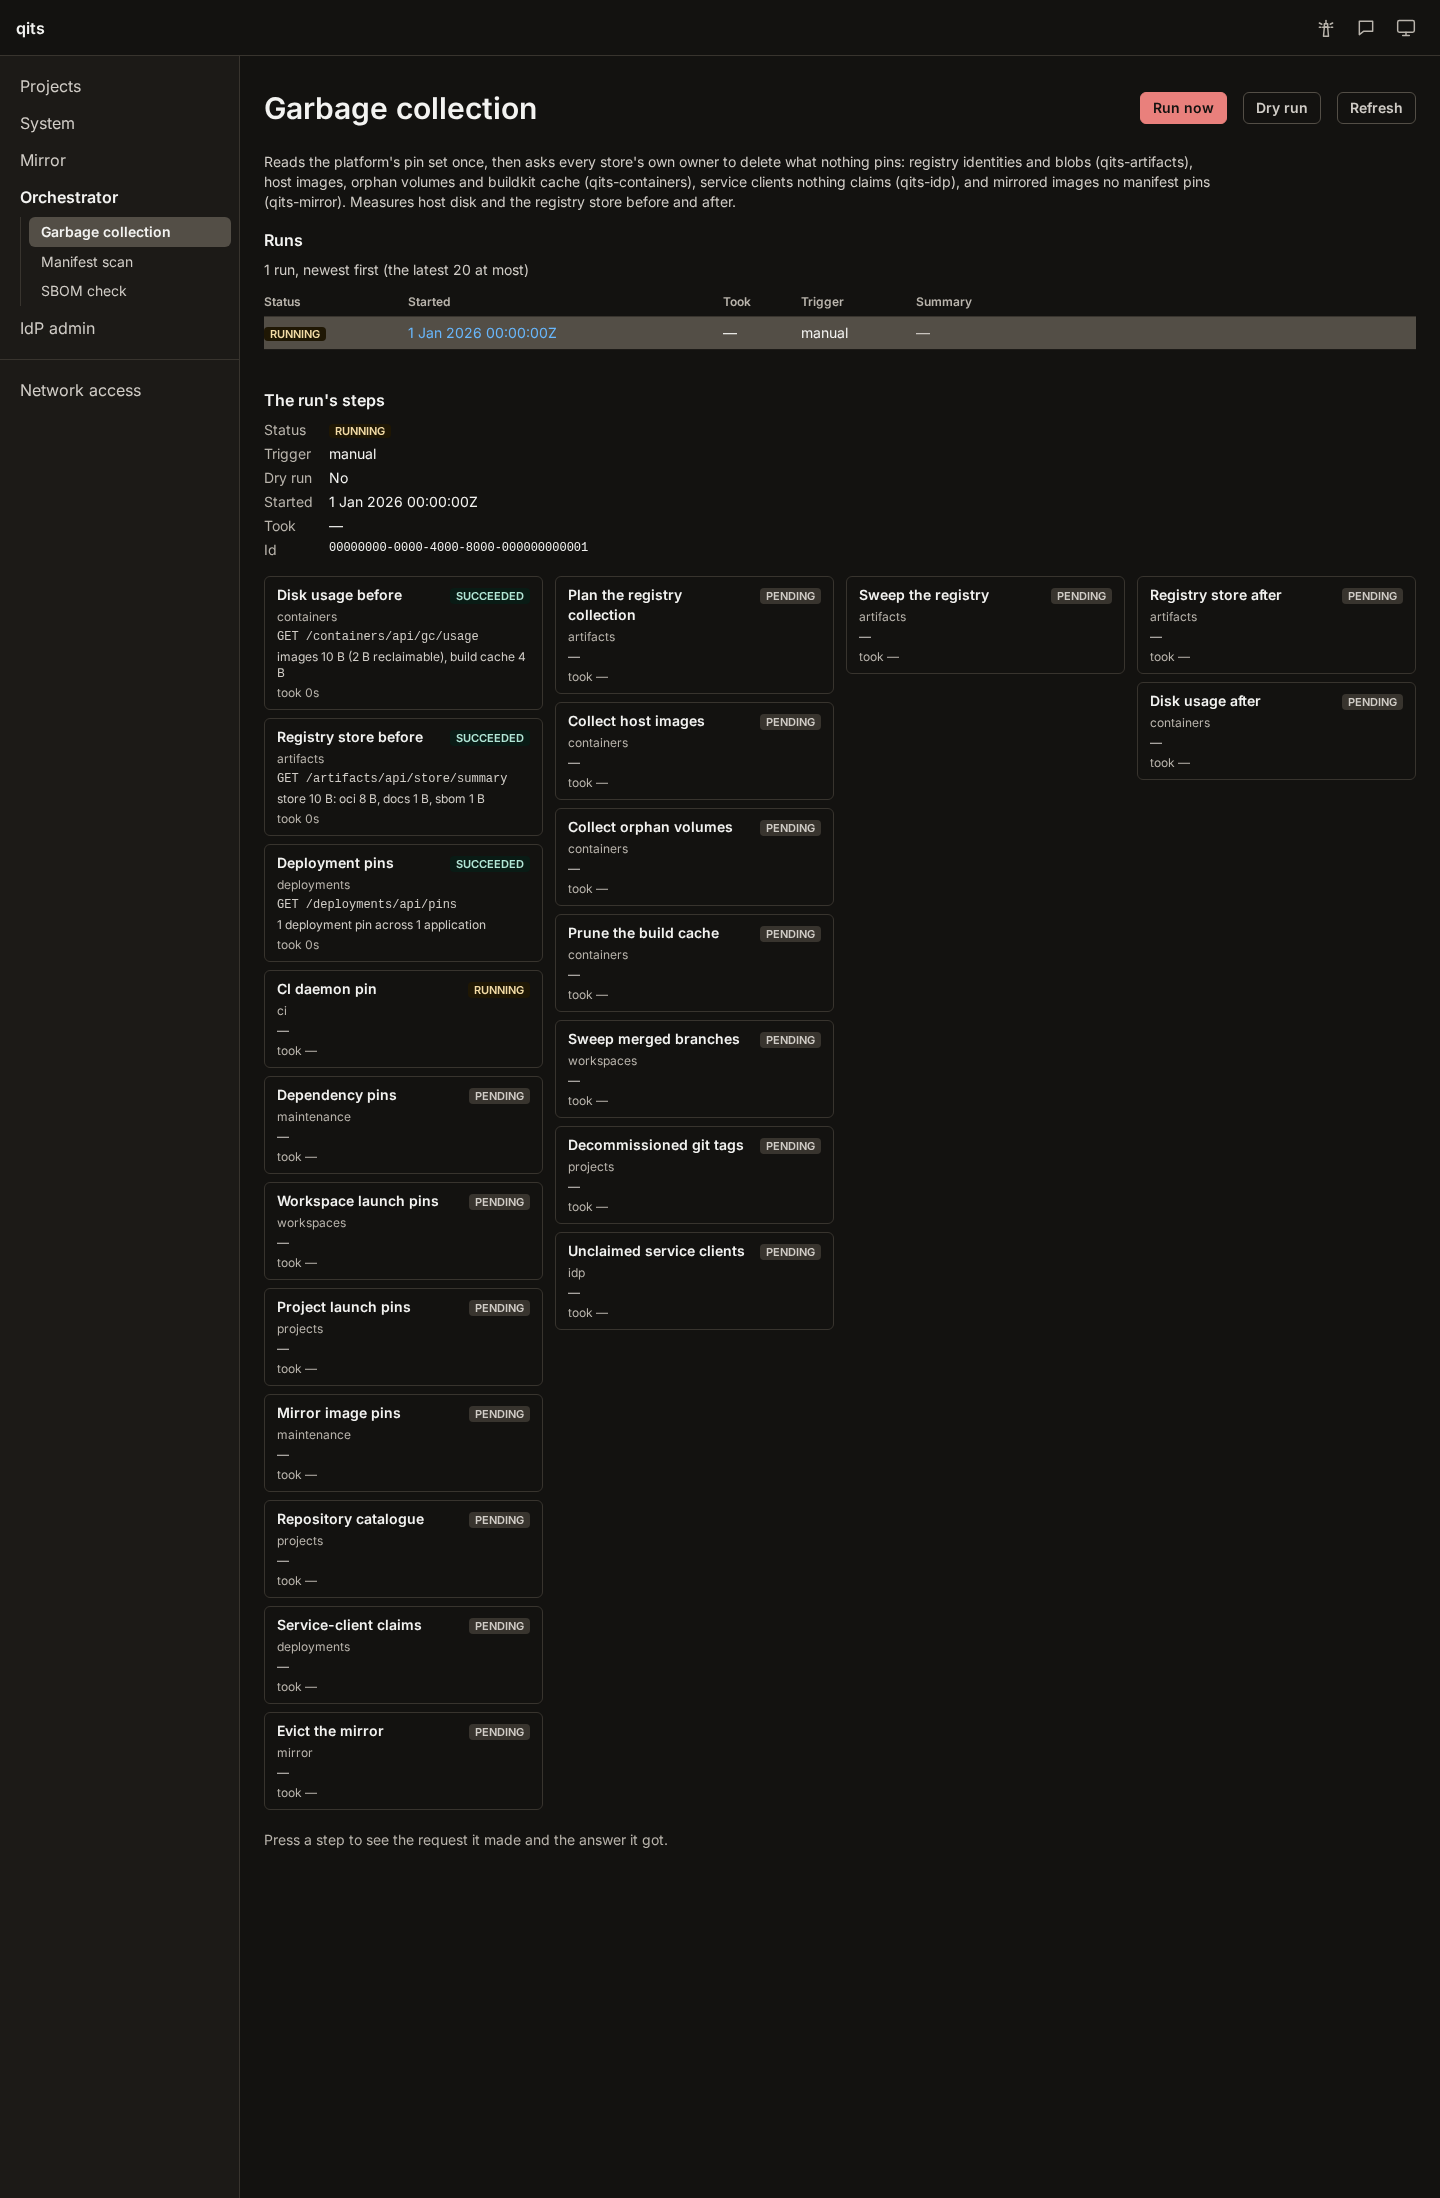 qits
Projects
System
Mirror
Orchestrator
Garbage collection
Manifest scan
SBOM check
IdP admin
Network access
Garbage collection
Run now
Dry run
Refresh
Reads the platform's pin set once, then asks every store's own owner to delete what nothing pins: registry identities and blobs (qits-artifacts),
host images, orphan volumes and buildkit cache (qits-containers), service clients nothing claims (qits-idp), and mirrored images no manifest pins
(qits-mirror). Measures host disk and the registry store before and after.
Runs
1 run, newest first (the latest 20 at most)
Status Started Took Trigger Summary
RUNNING 1 Jan 2026 00:00:00Z — manual —
The run's steps
Status RUNNING
Trigger manual
Dry run No
Started 1 Jan 2026 00:00:00Z
Took —
Id 00000000-0000-4000-8000-000000000001
Disk usage before SUCCEEDED
containers
GET /containers/api/gc/usage
images 10 B (2 B reclaimable), build cache 4
B
took 0s
Registry store before SUCCEEDED
artifacts
GET /artifacts/api/store/summary
store 10 B: oci 8 B, docs 1 B, sbom 1 B
took 0s
Deployment pins SUCCEEDED
deployments
GET /deployments/api/pins
1 deployment pin across 1 application
took 0s
CI daemon pin RUNNING
ci
—
took —
Dependency pins PENDING
maintenance
—
took —
Workspace launch pins PENDING
workspaces
—
took —
Project launch pins PENDING
projects
—
took —
Mirror image pins PENDING
maintenance
—
took —
Repository catalogue PENDING
projects
—
took —
Service-client claims PENDING
deployments
—
took —
Evict the mirror PENDING
mirror
—
took —
Plan the registry PENDING
collection
artifacts
—
took —
Collect host images PENDING
containers
—
took —
Collect orphan volumes PENDING
containers
—
took —
Prune the build cache PENDING
containers
—
took —
Sweep merged branches PENDING
workspaces
—
took —
Decommissioned git tags PENDING
projects
—
took —
Unclaimed service clients PENDING
idp
—
took —
Sweep the registry PENDING
artifacts
—
took —
Registry store after PENDING
artifacts
—
took —
Disk usage after PENDING
containers
—
took —
Press a step to see the request it made and the answer it got.